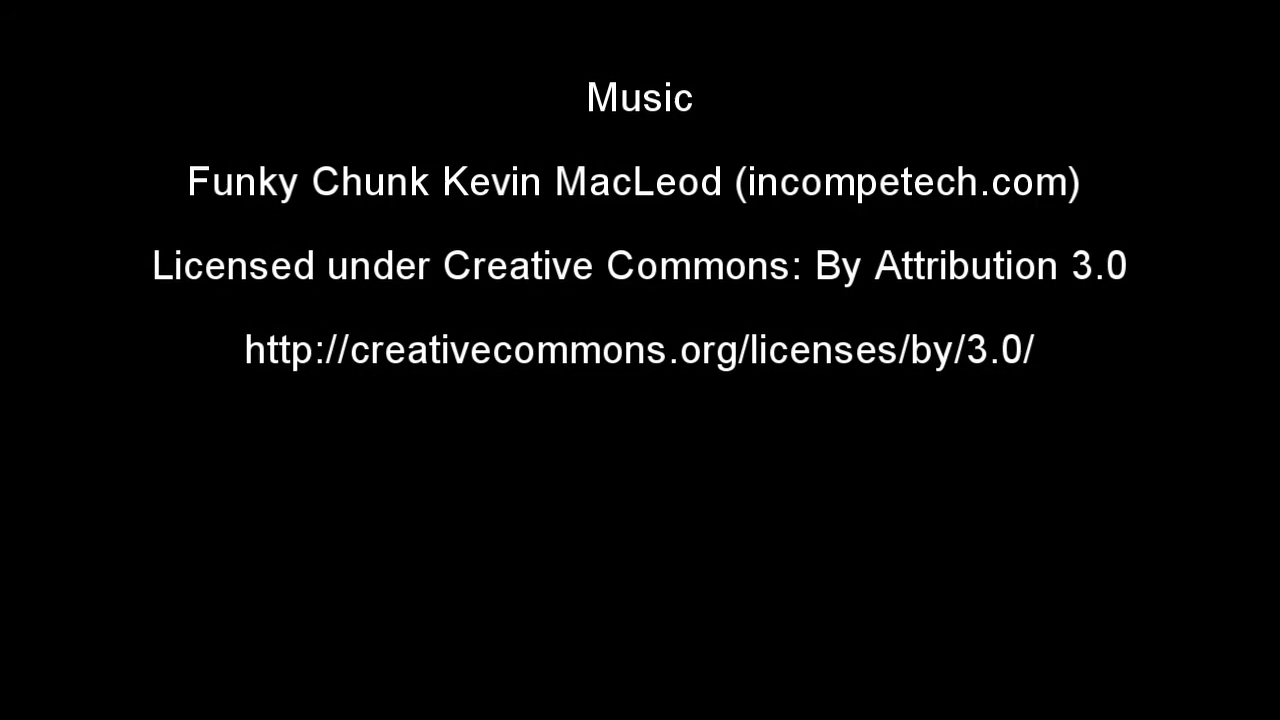 Music
Funky Chunk Kevin MacLeod (incompetech.com)
Licensed under Creative Commons: By Attribution 3.0
http://creativecommons.org/licenses/by/3.0/